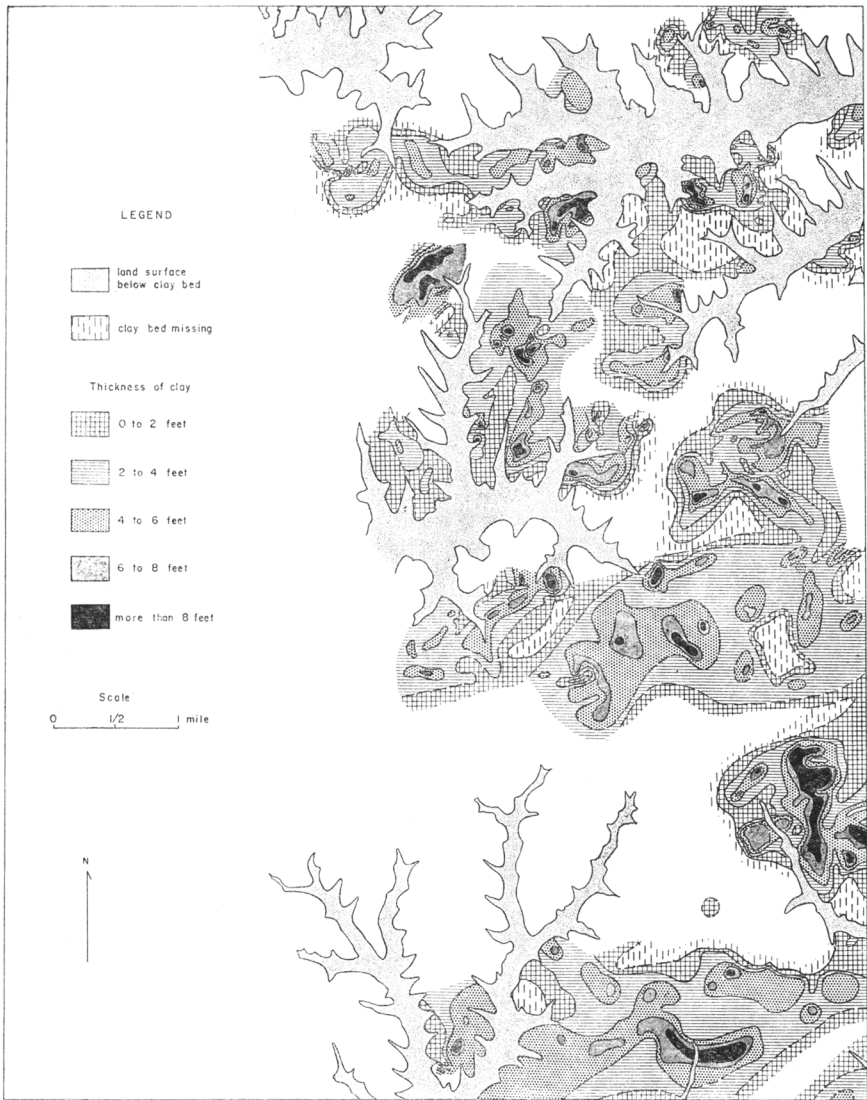 LEGEND
land surface
below clay bed
clay bed missing
Thickness of clay
0 to 2 feet
2 to 4 feet
4 to 6 feet
6 to 8 feet
more than 8 feet
Scale
0 1/2 1 mile
N